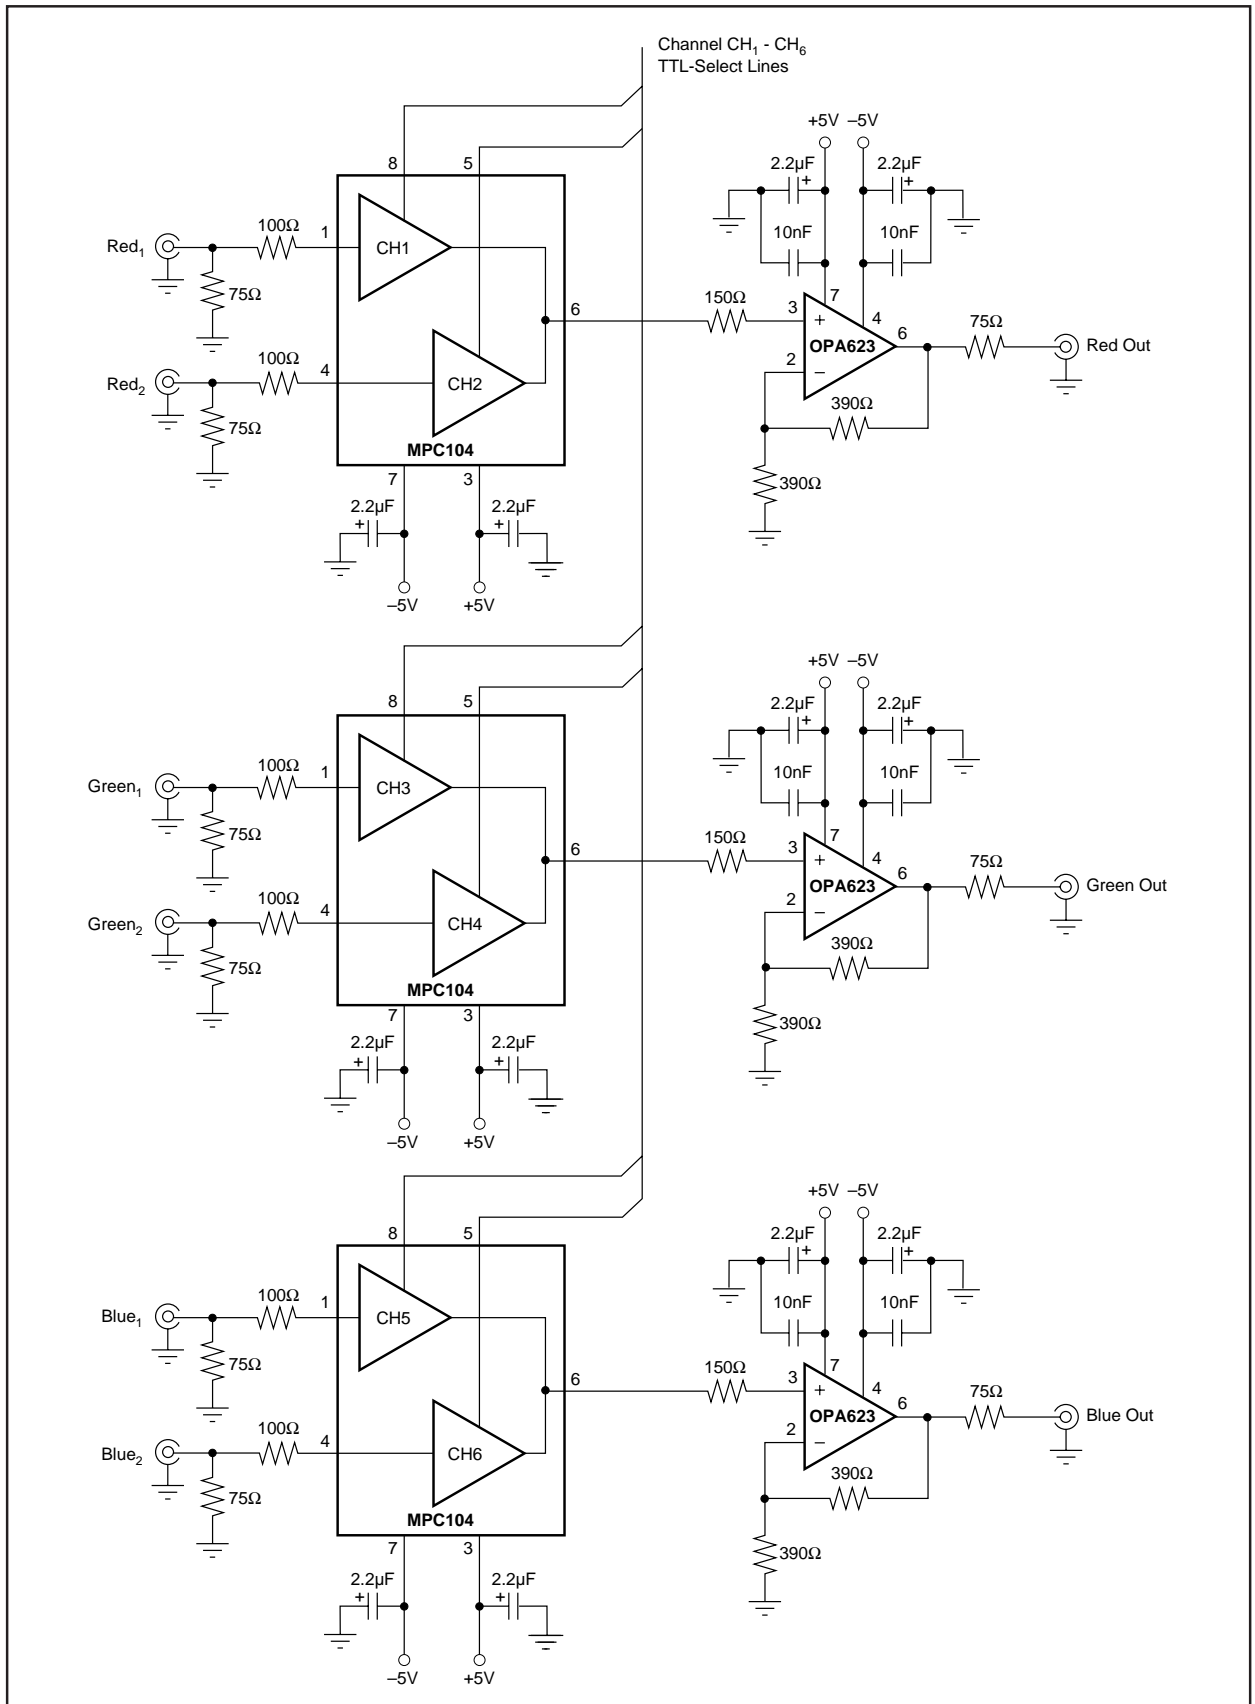 Channel CH1 - CH6
TTL-Select Lines
+5V –5V
8 5
2.2µF + 2.2µF +
10nF 10nF
Red1 100Ω 1 CH1
75Ω
6 150Ω 3 + 7 4
OPA623 6 75Ω Red Out
2 –
Red2 100Ω 4 CH2
75Ω
390Ω
MPC104
7 3
390Ω
2.2µF + 2.2µF +
–5V +5V
+5V –5V
8 5
2.2µF + 2.2µF +
10nF 10nF
Green1 100Ω 1 CH3
75Ω
6 150Ω 3 + 7 4
OPA623 6 75Ω Green Out
2 –
Green2 100Ω 4 CH4
75Ω
390Ω
MPC104
7 3
390Ω
2.2µF + 2.2µF +
–5V +5V
+5V –5V
8 5
2.2µF + 2.2µF +
10nF 10nF
Blue1 100Ω 1 CH5
75Ω
6 150Ω 3 + 7 4
OPA623 6 75Ω Blue Out
2 –
Blue2 100Ω 4 CH6
75Ω
390Ω
MPC104
7 3
390Ω
2.2µF + 2.2µF +
–5V +5V